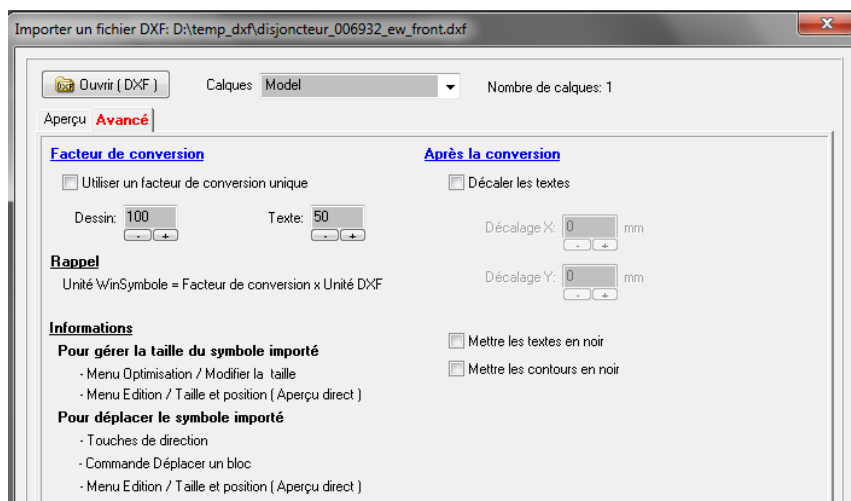 Importer un fichier DXF: D:\temp_dxf\disjoncteur_006932_ew_front.dxf
x
DXF Ouvrir ( DXF ) Calques Model Nombre de calques: 1
Aperçu Avancé
Facteur de conversion
Utiliser un facteur de conversion unique
Dessin: 100 Texte: 50
- + - +
Rappel
Unité WinSymbole = Facteur de conversion x Unité DXF
Informations
Pour gérer la taille du symbole importé
- Menu Optimisation / Modifier la taille
- Menu Edition / Taille et position ( Aperçu direct )
Pour déplacer le symbole importé
- Touches de direction
- Commande Déplacer un bloc
- Menu Edition / Taille et position ( Aperçu direct )
Après la conversion
Décaler les textes
Décalage X: 0 mm
- +
Décalage Y: 0 mm
- +
Mettre les textes en noir
Mettre les contours en noir